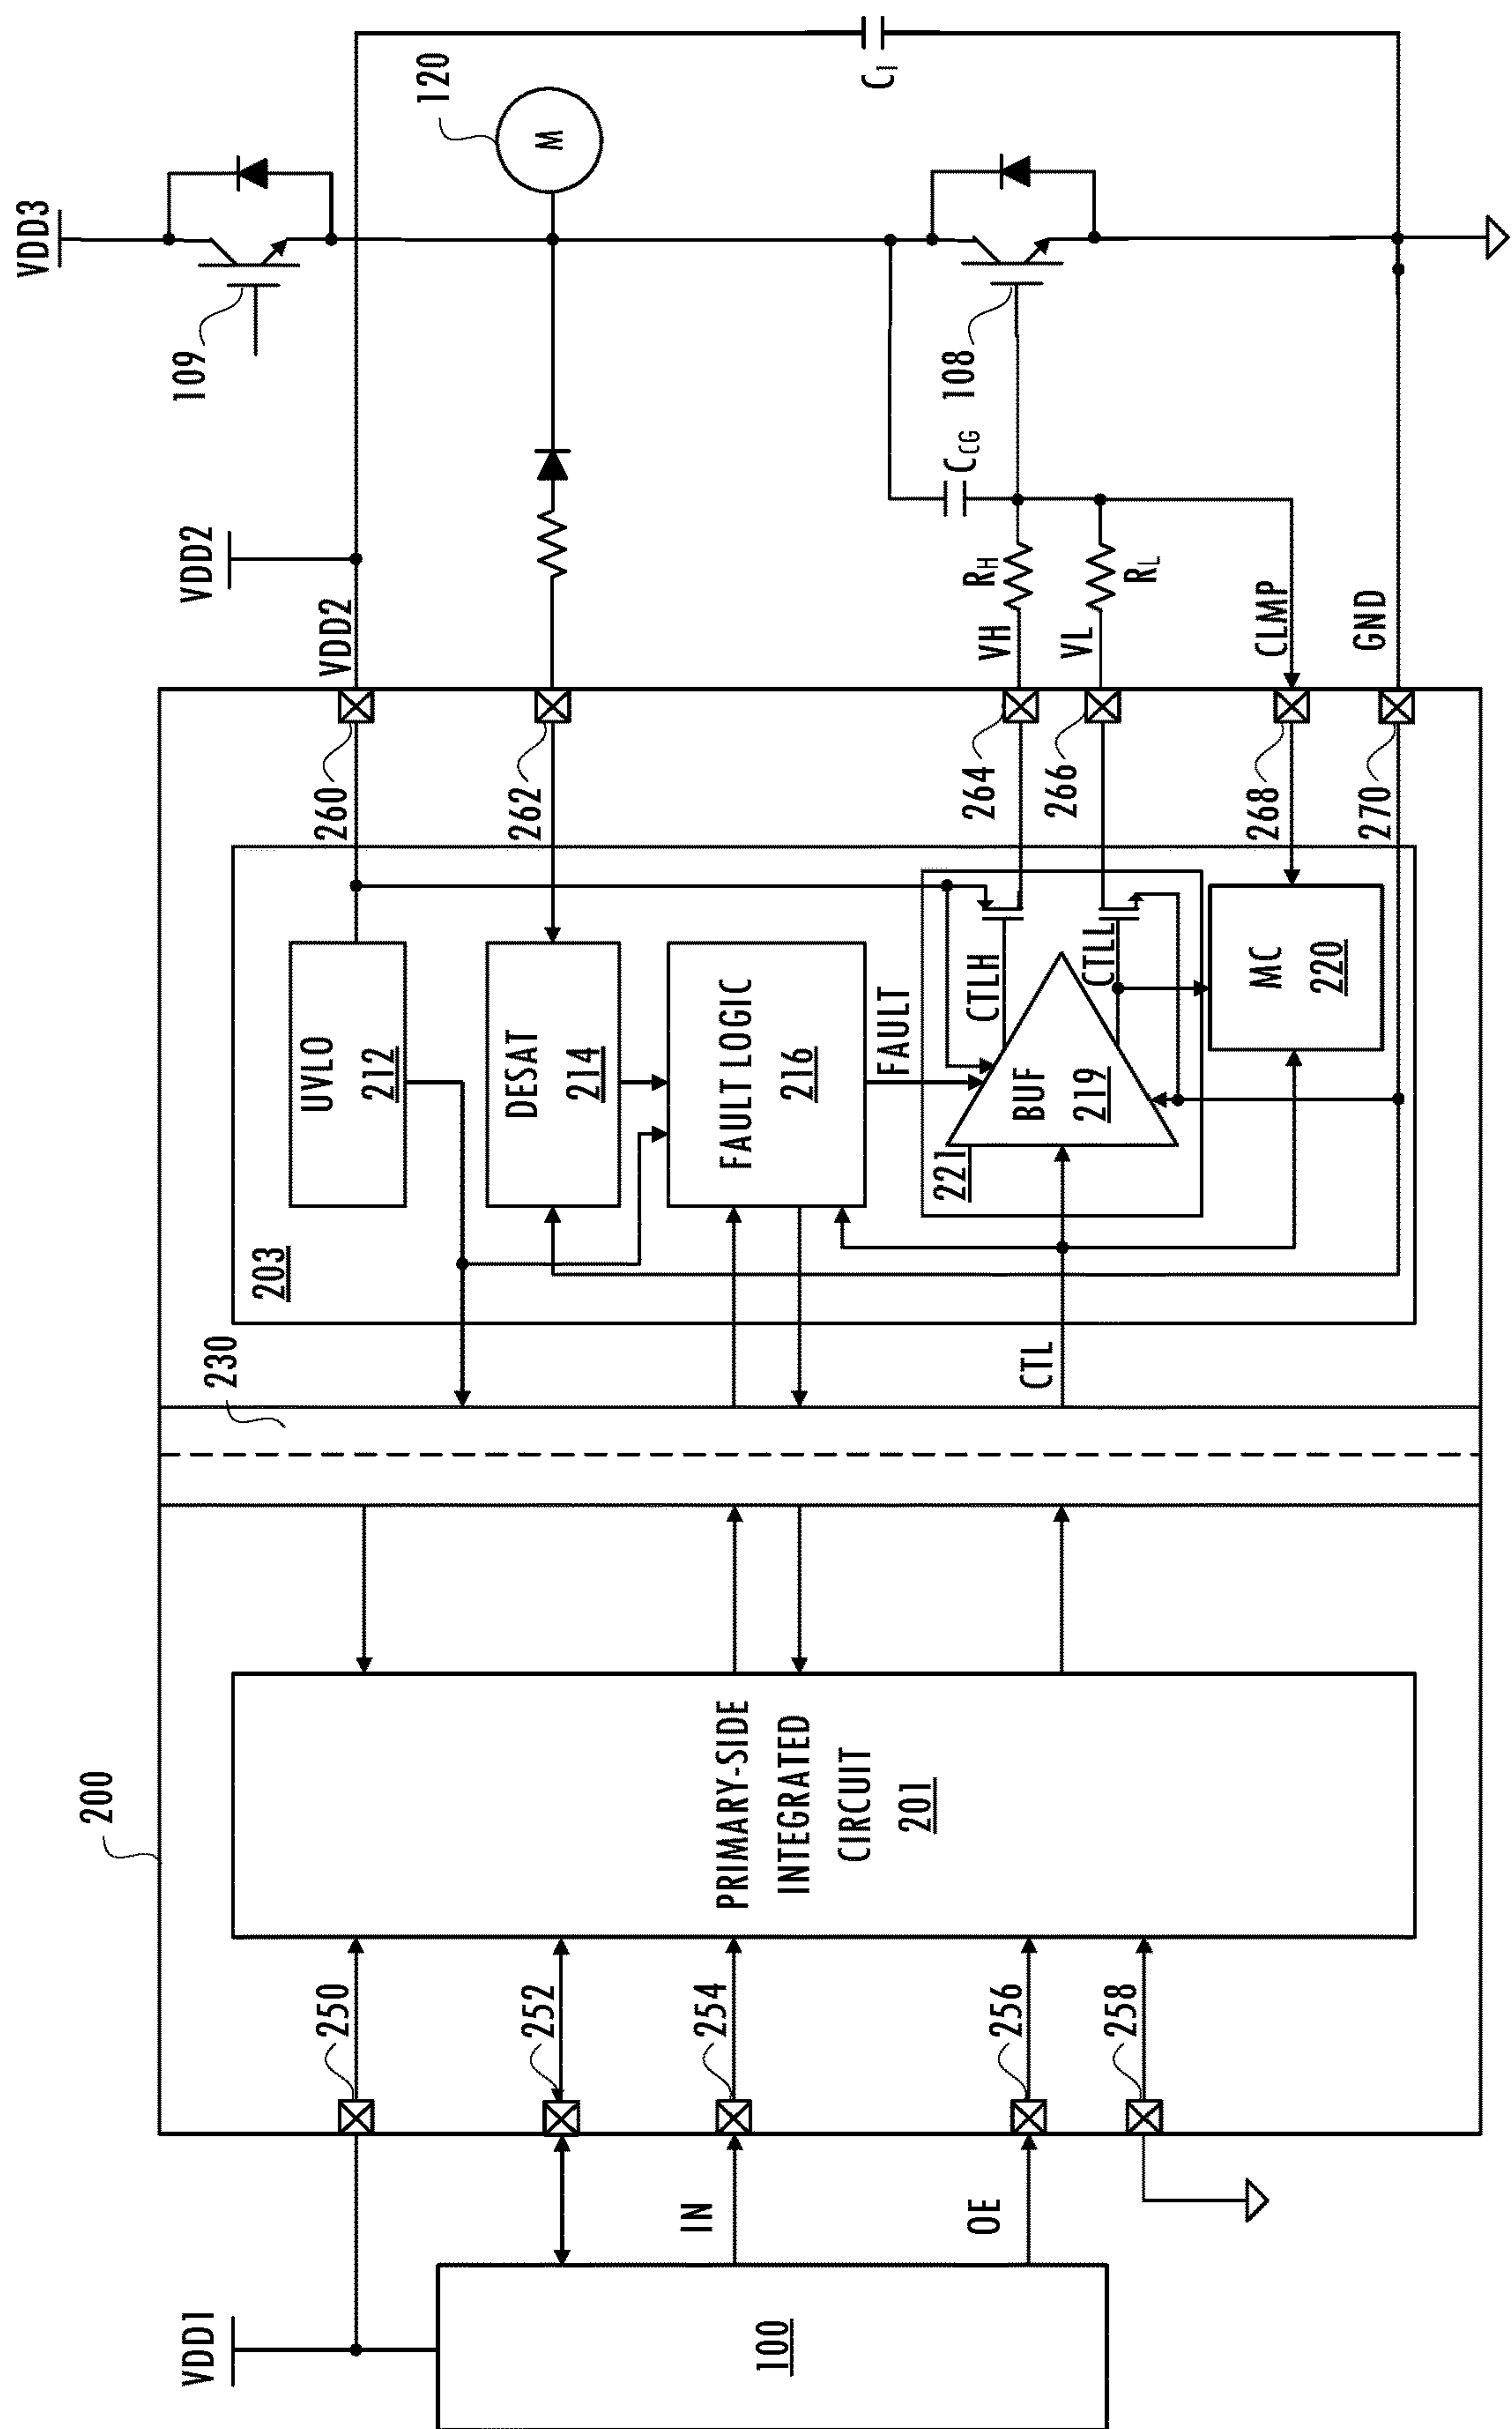 VDD1
100
IN
OE
200
250
252
254
256
258
PRIMARY-SIDE
INTEGRATED
CIRCUIT
201
230
203
UVLO
212
DESAT
214
FAULT LOGIC
216
FAULT
CTL
221
BUF
219
CTLH
CTLL
MC
220
260
262
264
266
268
270
VDD2
VDD2
VH
VL
CLMP
GND
RH
RL
CCG
108
109
VDD3
120
M
C1